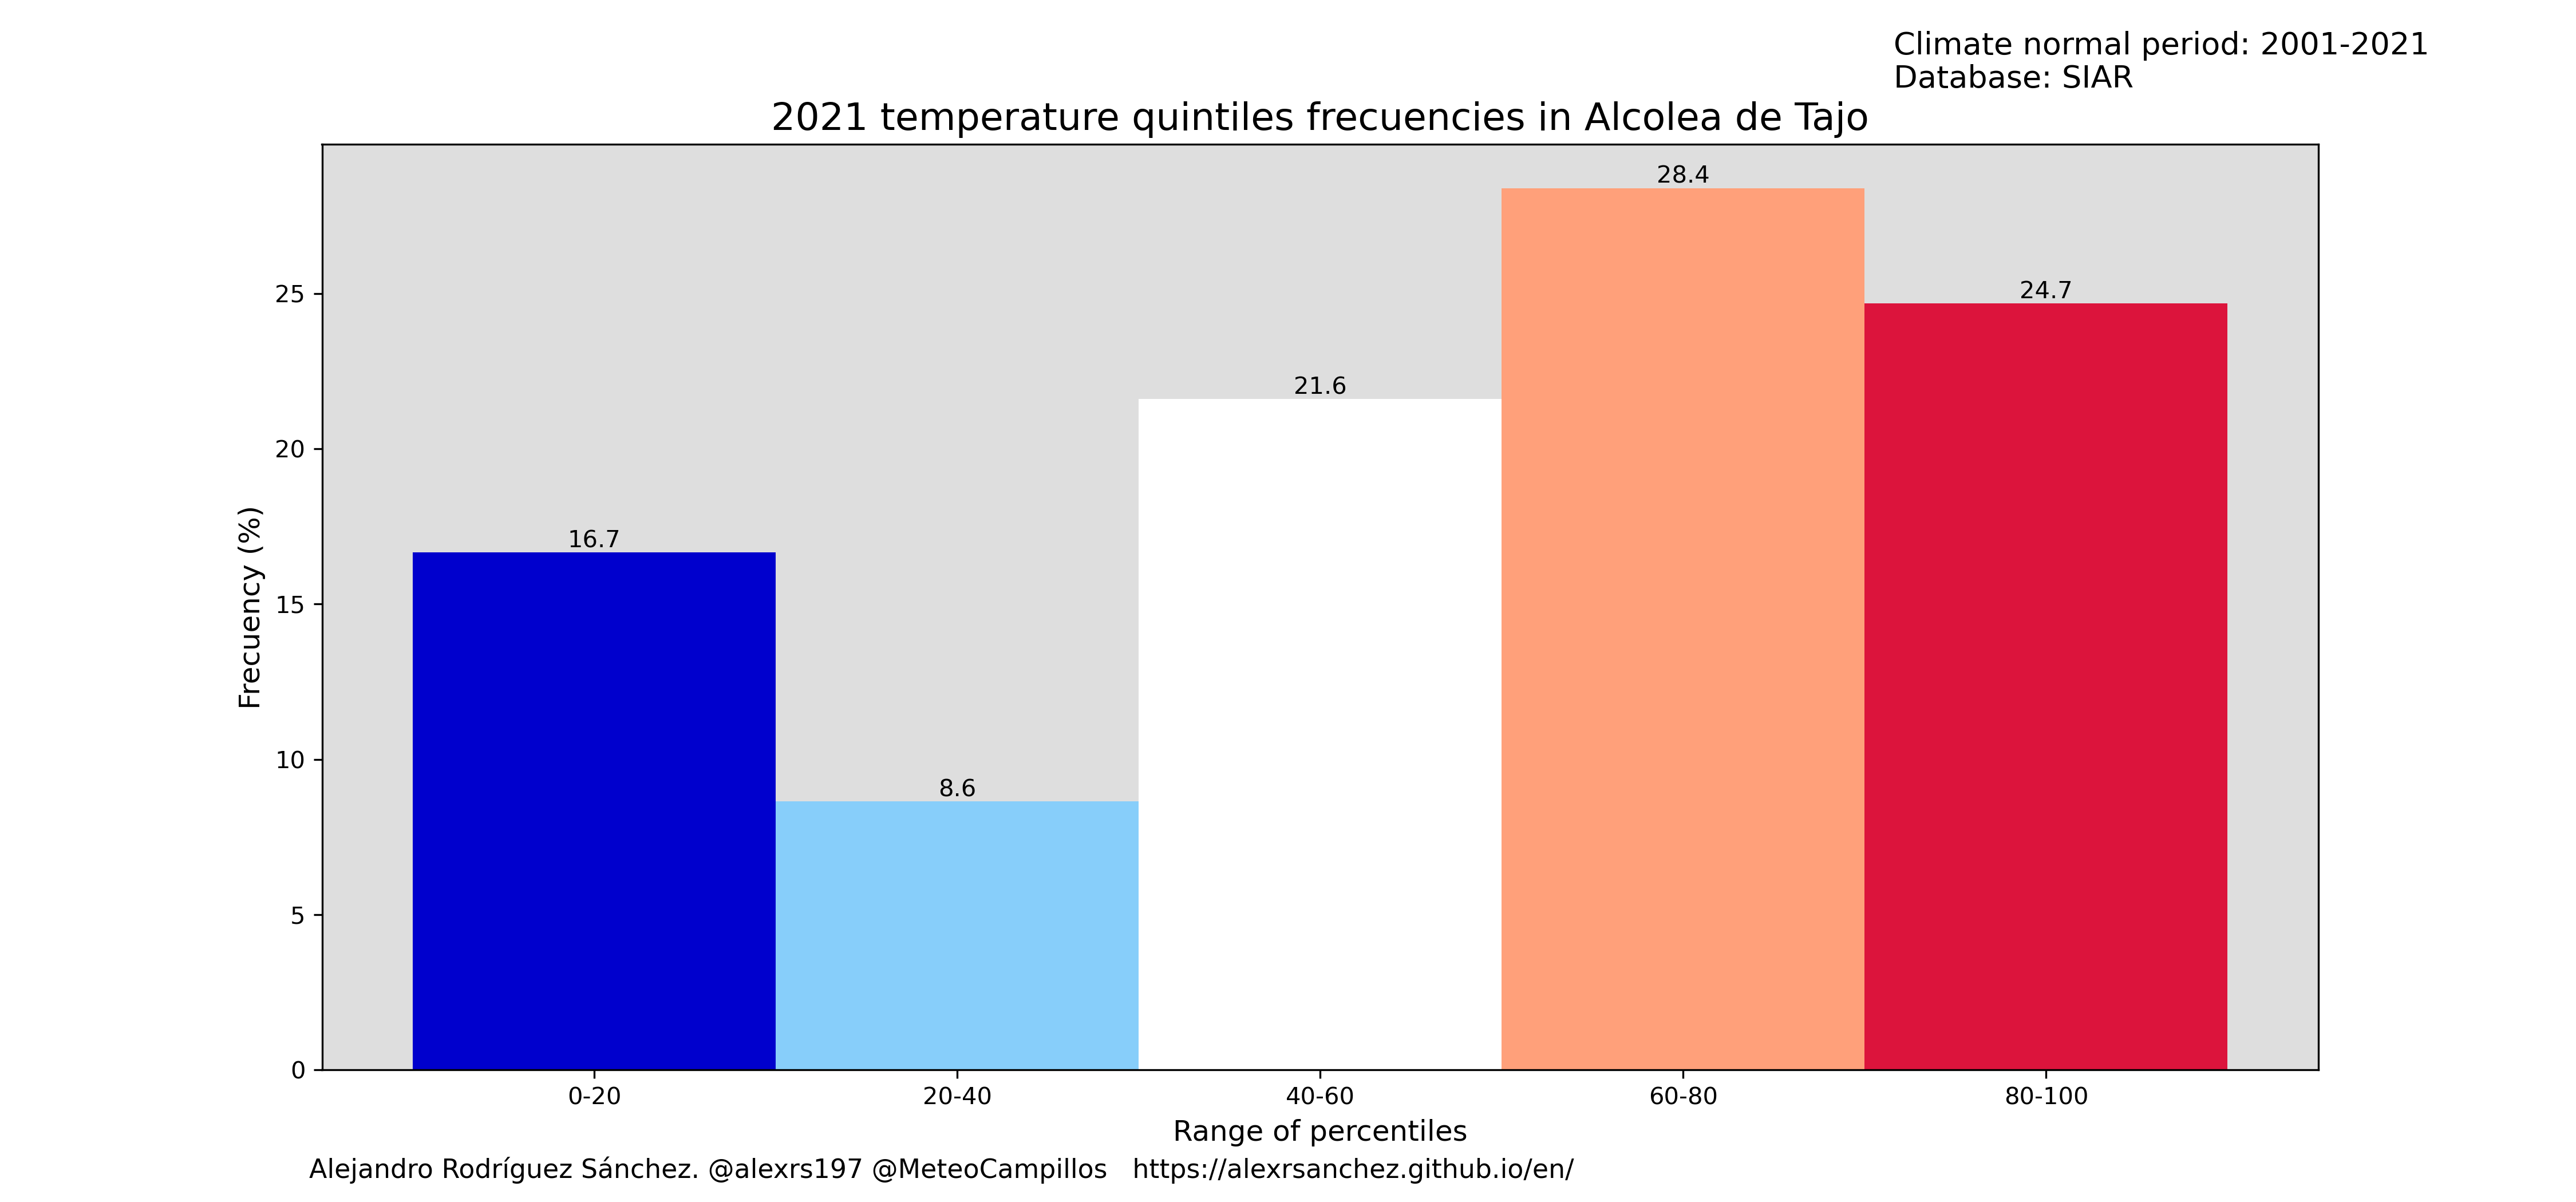 Climate normal period: 2001-2021
Database: SIAR
2021 temperature quintiles frecuencies in Alcolea de Tajo
28.4
24.7
21.6
16.7
8.6
Frecuency (%)
25
20
15
10
5
0
0-20 20-40 40-60 60-80 80-100
Range of percentiles
Alejandro Rodríguez Sánchez. @alexrs197 @MeteoCampillos https://alexrsanchez.github.io/en/